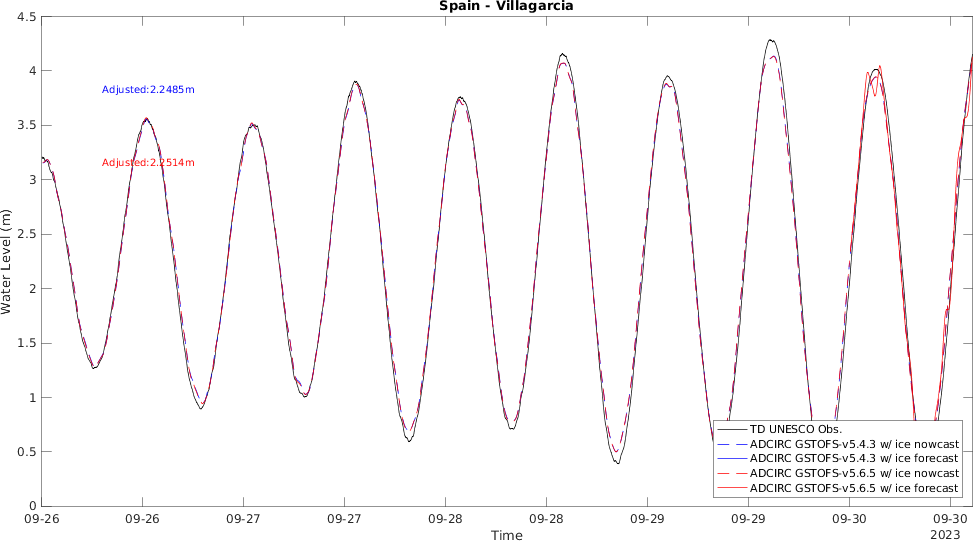 Spain - Villagarcia
4.5
4
3.5
3
2.5
2
1.5
1
0.5
0
Water Level (m)
Adjusted:2.2485m
Adjusted:2.2514m
TD UNESCO Obs.
ADCIRC GSTOFS-v5.4.3 w/ ice nowcast
ADCIRC GSTOFS-v5.4.3 w/ ice forecast
ADCIRC GSTOFS-v5.6.5 w/ ice nowcast
ADCIRC GSTOFS-v5.6.5 w/ ice forecast
09-26 09-26 09-27 09-27 09-28 09-28 09-29 09-29 09-30 09-30
2023
Time